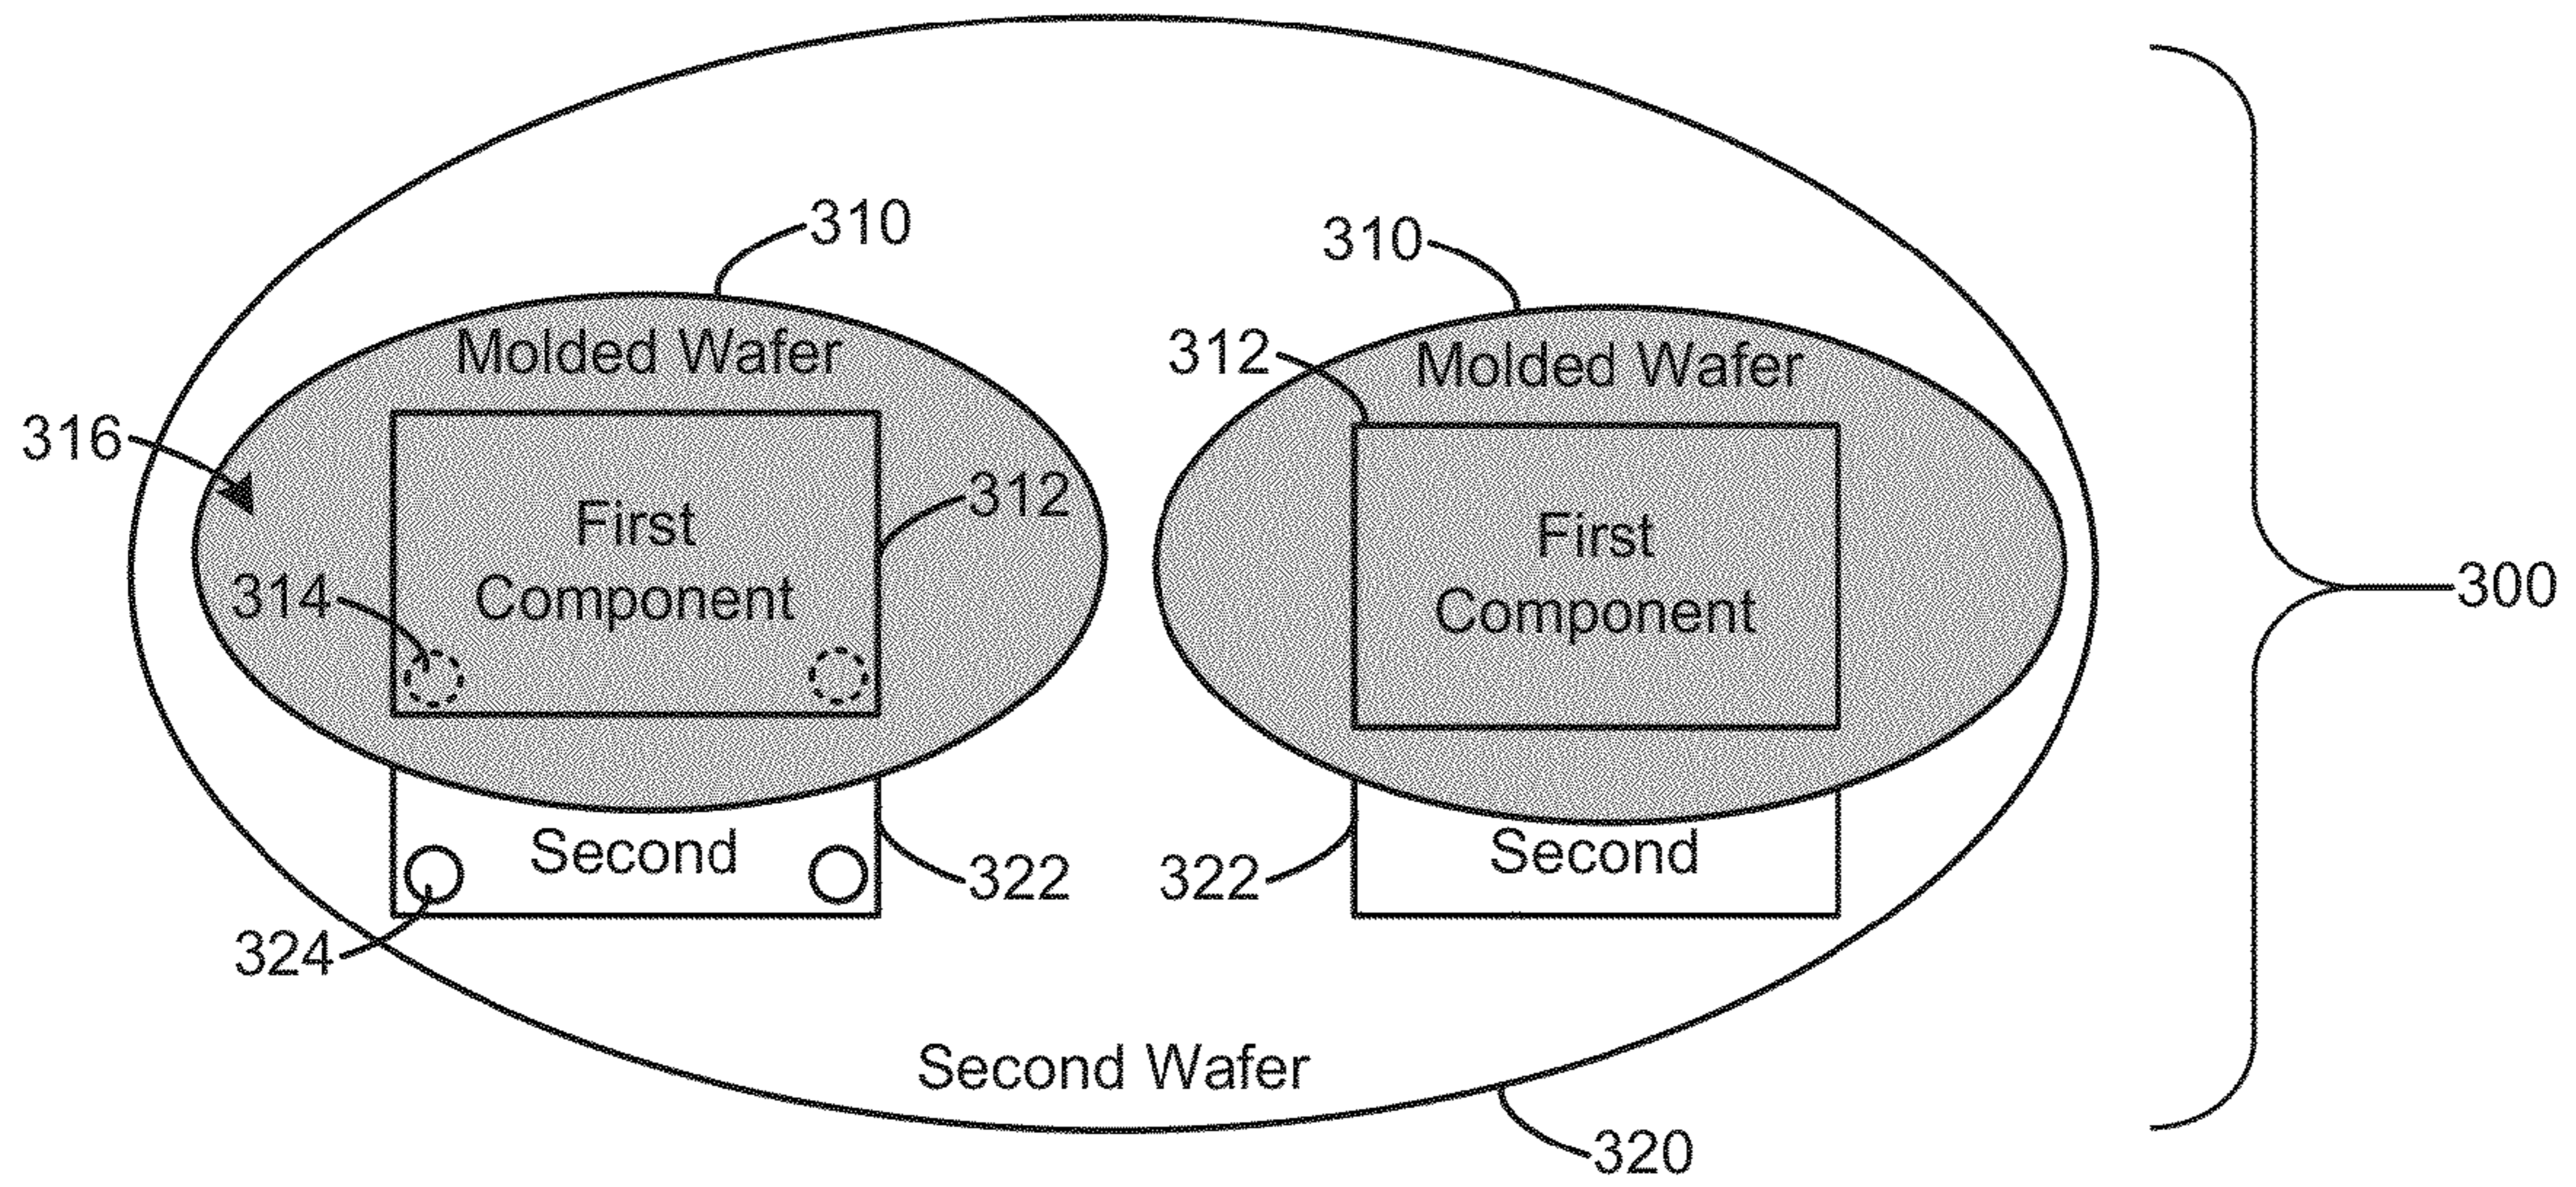 310
310
Molded Wafer
312
Molded Wafer
316
312
First
Component
First
Component
314
300
Second
322
322
Second
324
Second Wafer
320